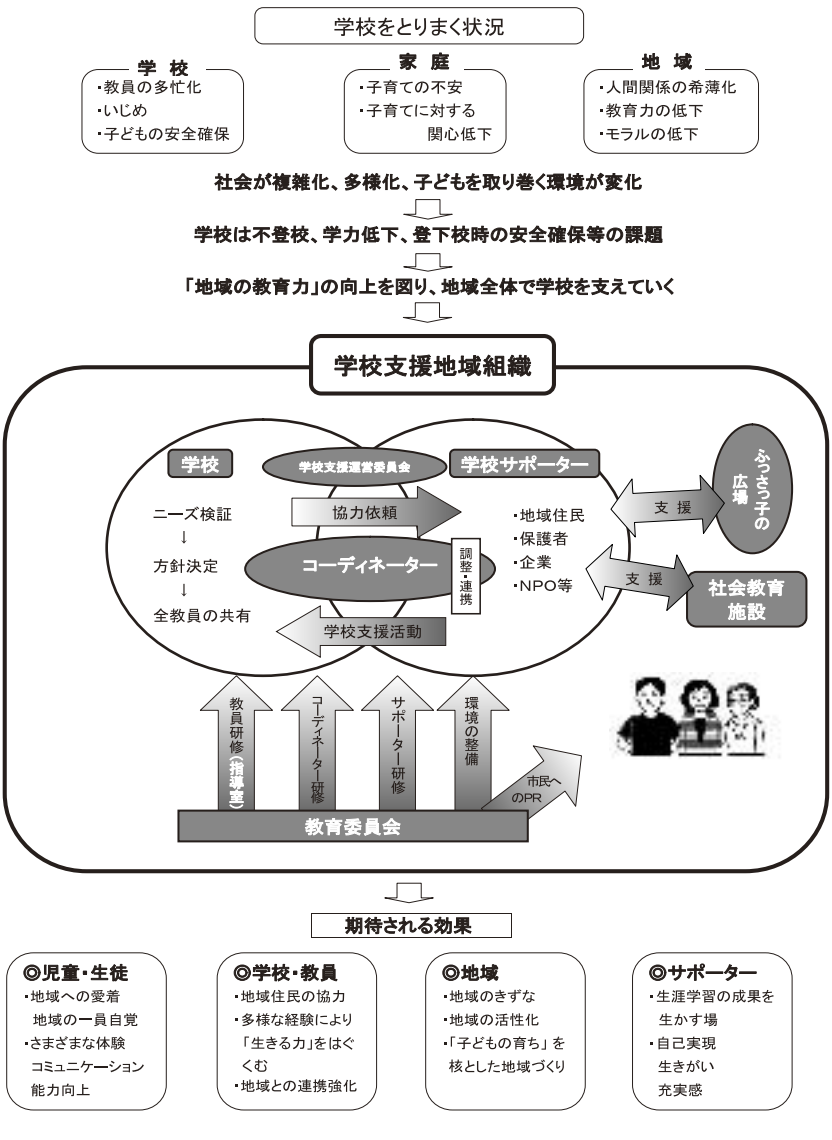 学校をとりまく状況
学 校
・教員の多忙化
・いじめ
・子どもの安全確保
家 庭
・子育ての不安
・子育てに対する
関心低下
地 域
・人間関係の希薄化
・教育力の低下
・モラルの低下
社会が複雑化、多様化、子どもを取り巻く環境が変化
学校は不登校、学力低下、登下校時の安全確保等の課題
「地域の教育力」の向上を図り、地域全体で学校を支えていく
学校支援地域組織
学校
学校支援運営委員会
学校サポーター
ニーズ検証
↓
方針決定
↓
全教員の共有
協力依頼
コーディネーター
調整・連携
学校支援活動
・地域住民
・保護者
・企業
・NPO等
支 援
ふっさっ子の
広場
支 援
社会教育
施設
教員研修(指導室)
コーディネーター研修
サポーター研修
環境の整備
市民へ
のPR
教育委員会
期待される効果
◎児童・生徒
・地域への愛着
地域の一員自覚
・さまざまな体験
コミュニケーション
能力向上
◎学校・教員
・地域住民の協力
・多様な経験により
「生きる力」をはぐ
くむ
・地域との連携強化
◎地域
・地域のきずな
・地域の活性化
・「子どもの育ち」を
核とした地域づくり
◎サポーター
・生涯学習の成果を
生かす場
・自己実現
生きがい
充実感